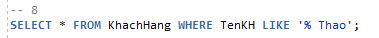 -- 8
SELECT * FROM KhachHang WHERE TenKH LIKE '% Thao';